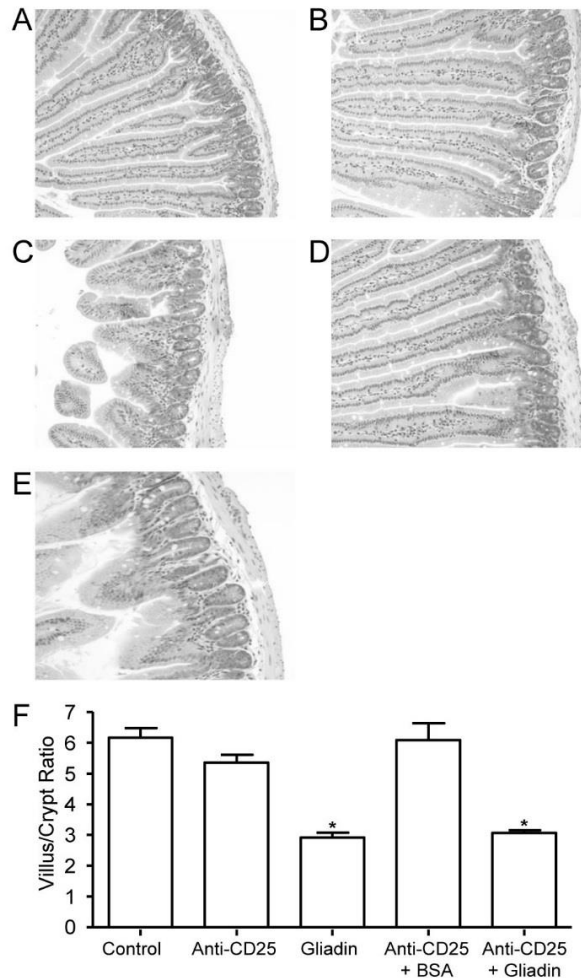 A
B
C
D
E
F
Villus/Crypt Ratio
7
6
5
4
3
2
1
0
*
*
Control
Anti-CD25
Gliadin
Anti-CD25
+ BSA
Anti-CD25
+ Gliadin